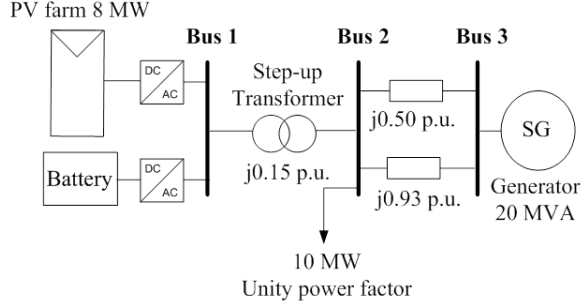 PV farm 8 MW
Bus 1
Bus 2
Bus 3
DC
AC
Step-up
Transformer
j0.15 p.u.
j0.50 p.u.
SG
Battery
DC
AC
j0.93 p.u.
Generator
20 MVA
10 MW
Unity power factor